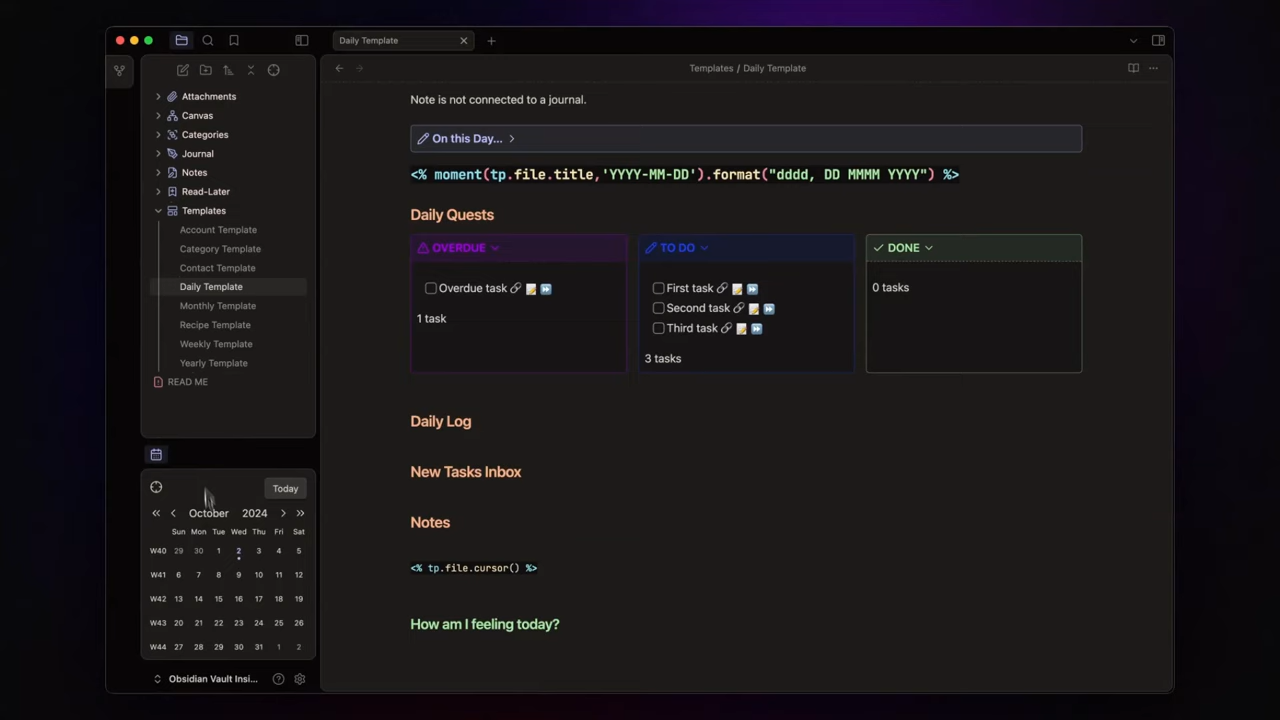 Daily Template
Templates / Daily Template
Attachments
Canvas
Categories
Journal
Notes
Read-Later
Templates
Account Template
Category Template
Contact Template
Daily Template
Monthly Template
Recipe Template
Weekly Template
Yearly Template
READ ME
Today
October 2024
Sun Mon Tue Wed Thu Fri Sat
W40 29 30 1 2 3 4 5
W41 6 7 8 9 10 11 12
W42 13 14 15 16 17 18 19
W43 20 21 22 23 24 25 26
W44 27 28 29 30 31 1 2
Obsidian Vault Insi...
Note is not connected to a journal.
On this Day...
<% moment(tp.file.title,'YYYY-MM-DD').format("dddd, DD MMMM YYYY") %>
Daily Quests
OVERDUE
Overdue task
1 task
TO DO
First task
Second task
Third task
3 tasks
DONE
0 tasks
Daily Log
New Tasks Inbox
Notes
<% tp.file.cursor() %>
How am I feeling today?